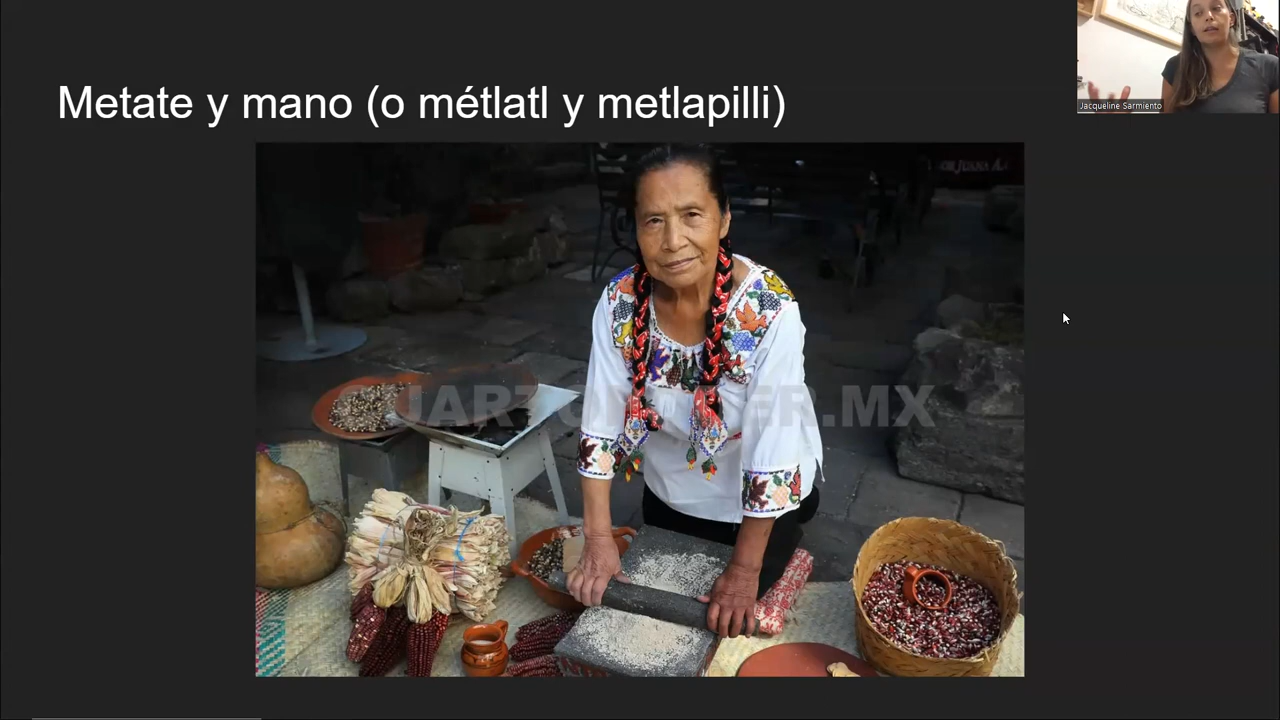 Metate y mano (o métlatl y metlapilli)
Jacqueline Sarmiento